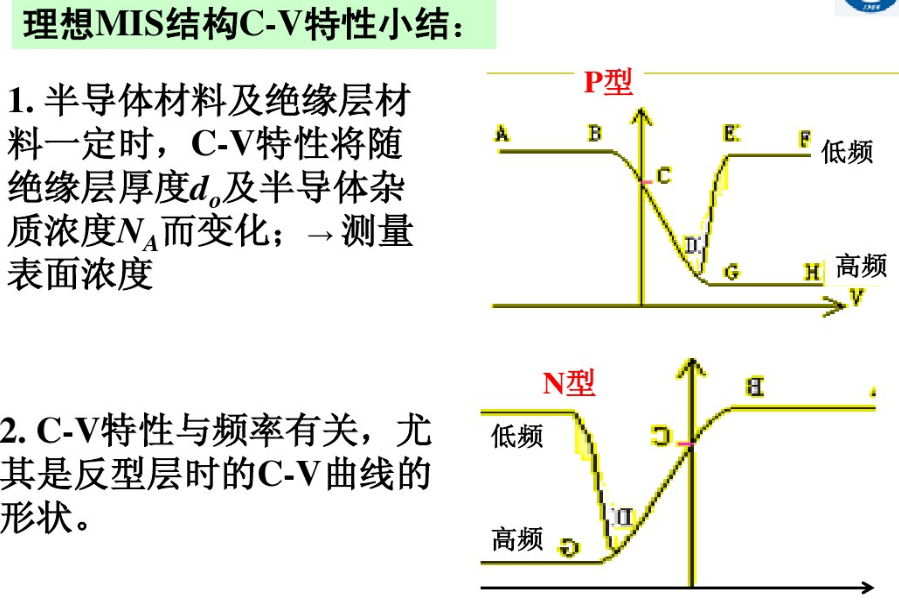 理想MIS结构C-V特性小结：
1. 半导体材料及绝缘层材
料一定时，C-V特性将随
绝缘层厚度do及半导体杂
质浓度NA而变化；→测量
表面浓度
P型
A B E F 低频
C
D
G H 高频
V
2. C-V特性与频率有关，尤
其是反型层时的C-V曲线的
形状。
N型
B
低频 C
D
高频 G